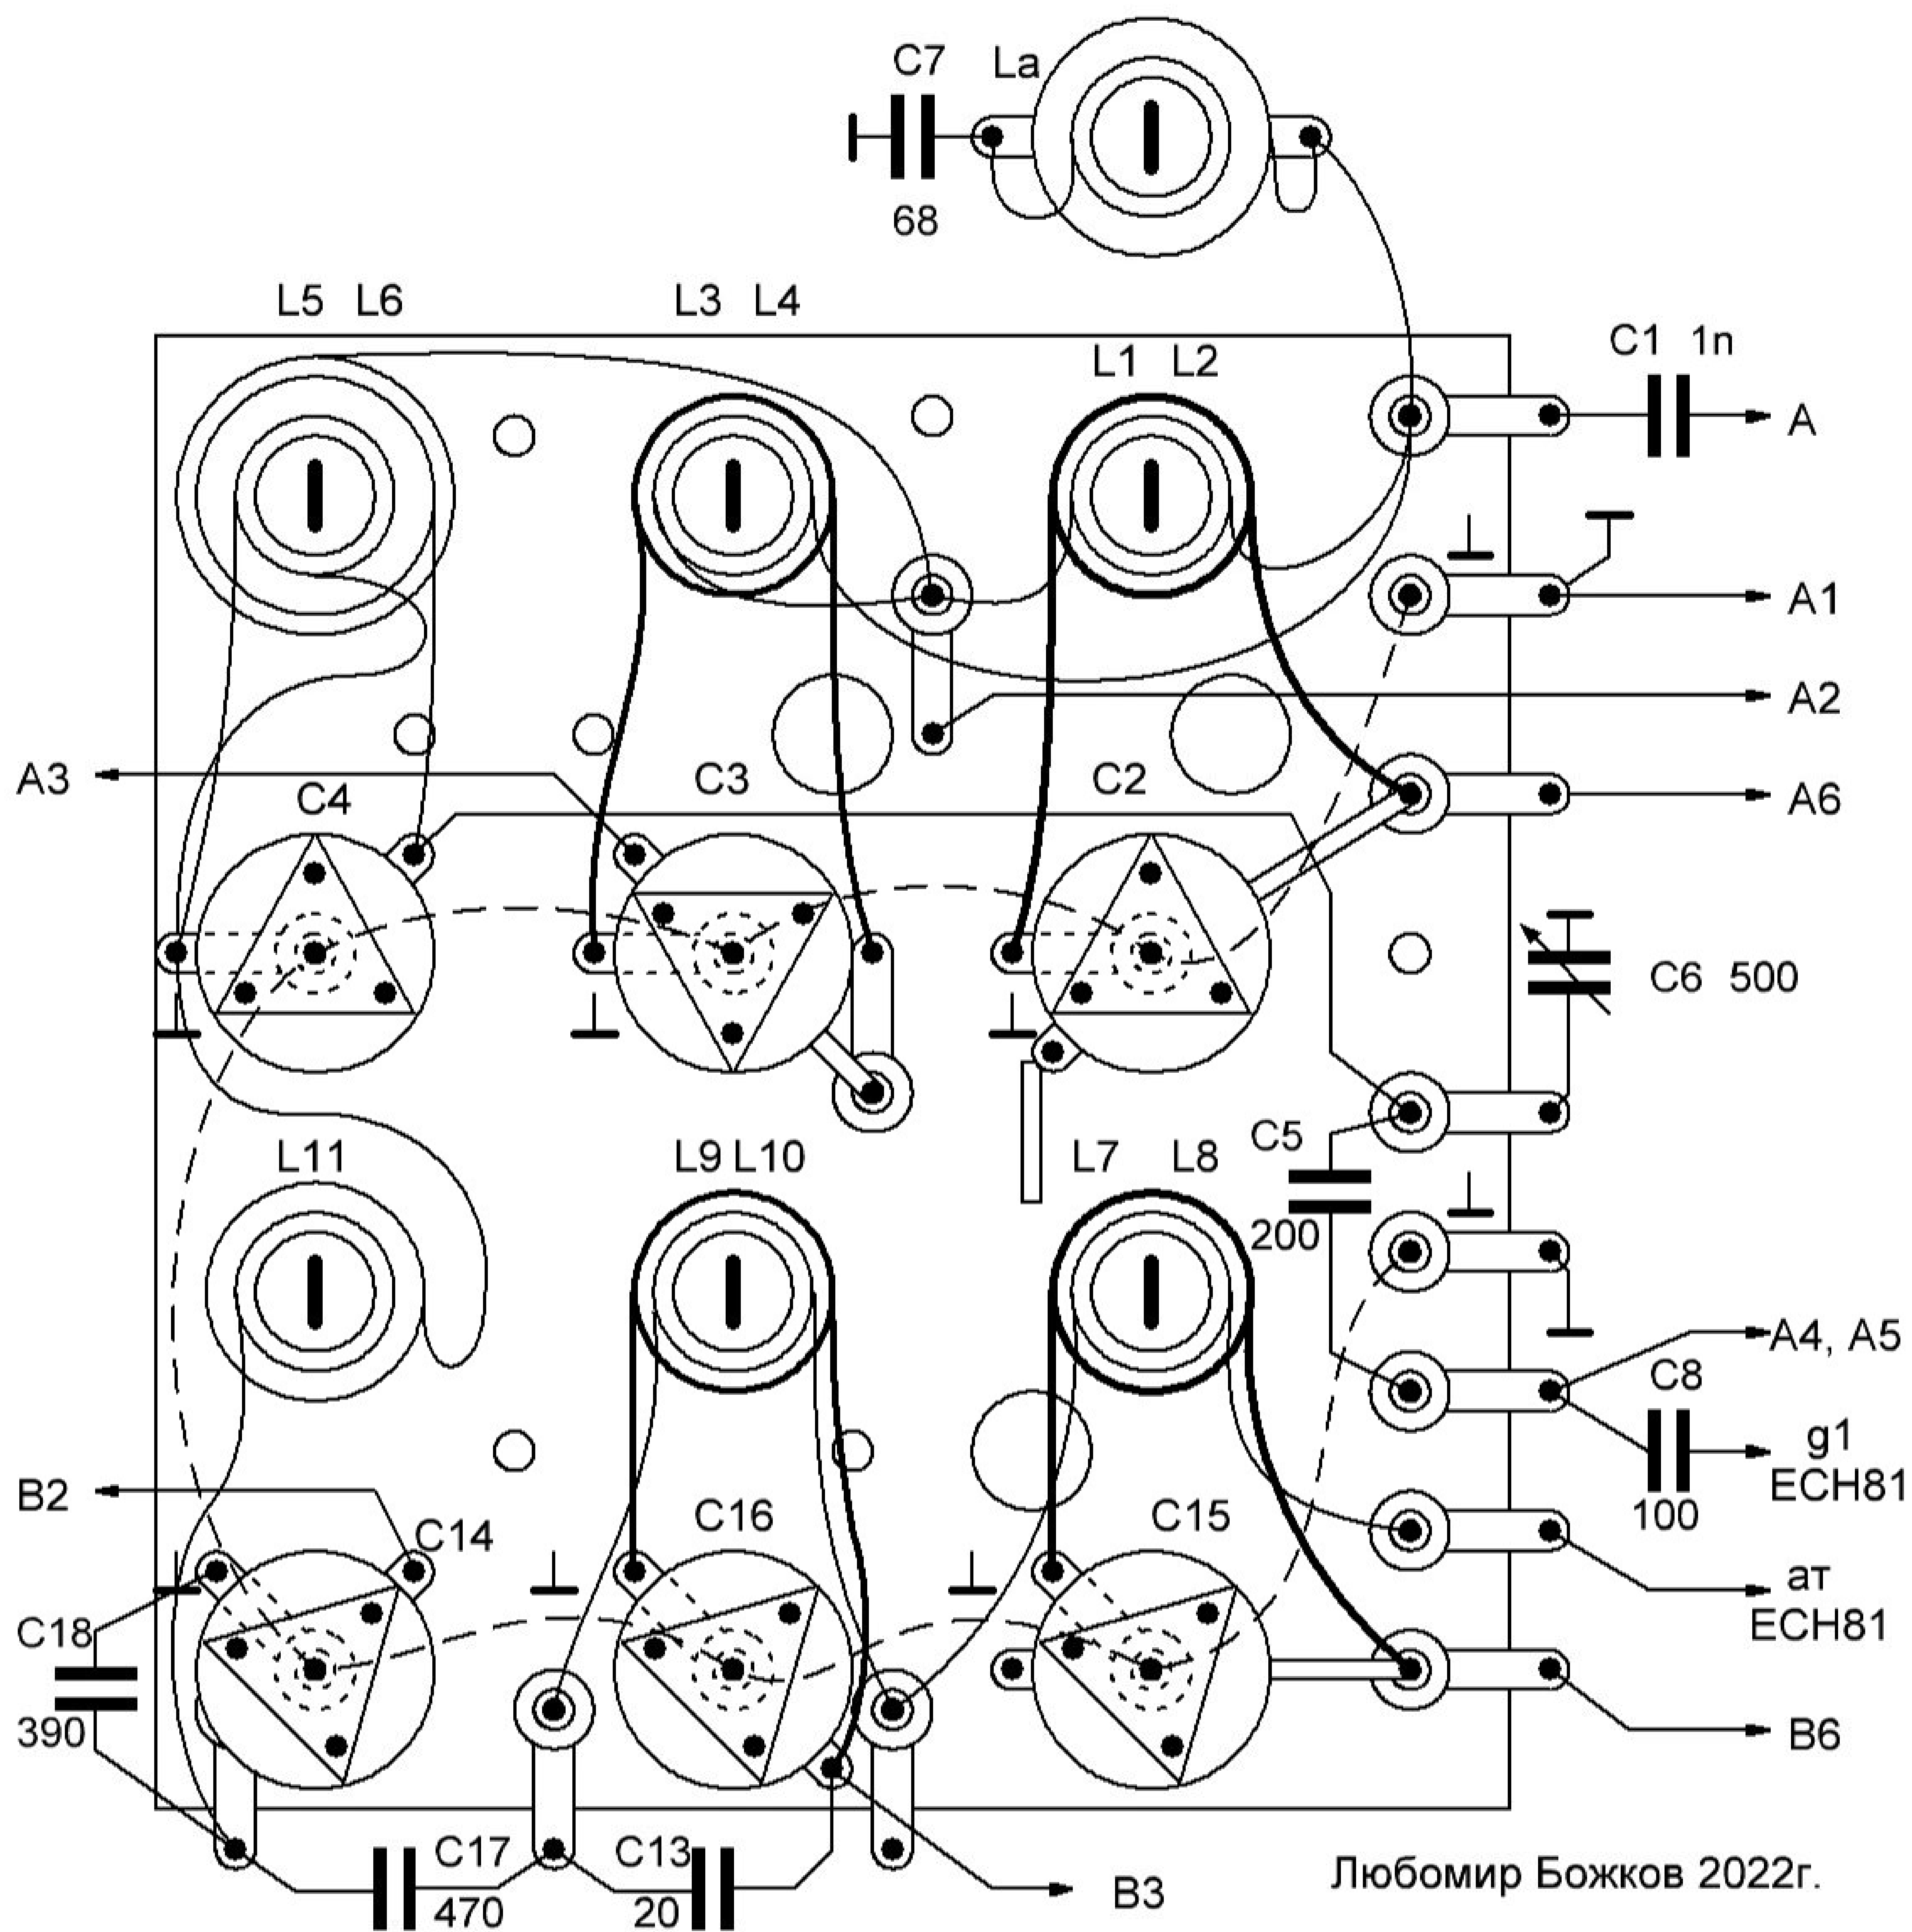 C7 La
68
L5 L6
L3 L4
L1 L2
C1 1n
A
A1
A2
A3
C4
C3
C2
A6
C6 500
L11
L9 L10
L7 L8
C5
200
A4, A5
C8
g1
ECH81
100
B2
C14
C16
C15
ат
ECH81
C18
390
B6
C17
470
C13
20
B3
Любомир Божков 2022г.